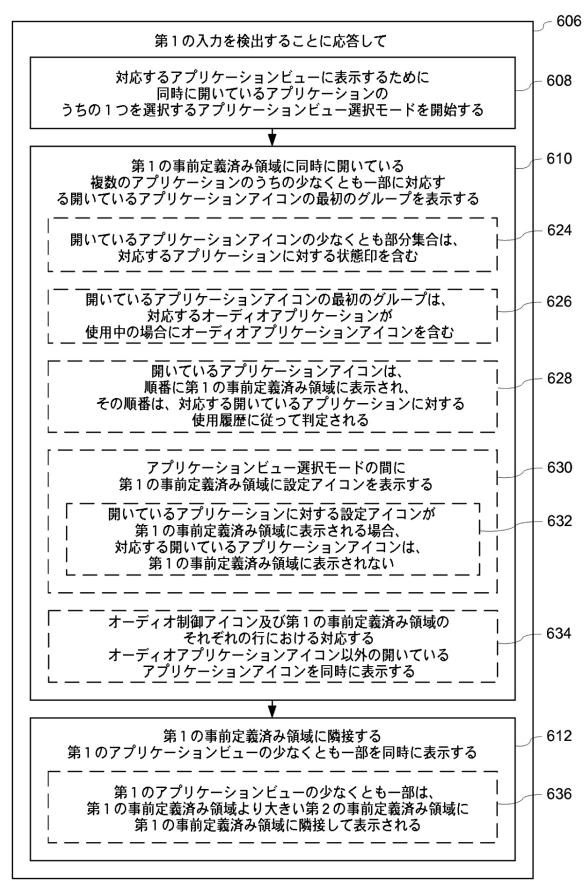 606
第１の入力を検出することに応答して
対応するアプリケーションビューに表示するために
同時に開いているアプリケーションの
うちの１つを選択するアプリケーションビュー選択モードを開始する
608
第１の事前定義済み領域に同時に開いている
複数のアプリケーションのうちの少なくとも一部に対応す
る開いているアプリケーションアイコンの最初のグループを表示する
610
開いているアプリケーションアイコンの少なくとも部分集合は、
対応するアプリケーションに対する状態印を含む
624
開いているアプリケーションアイコンの最初のグループは、
対応するオーディオアプリケーションが
使用中の場合にオーディオアプリケーションアイコンを含む
626
開いているアプリケーションアイコンは、
順番に第１の事前定義済み領域に表示され、
その順番は、対応する開いているアプリケーションに対する
使用履歴に従って判定される
628
アプリケーションビュー選択モードの間に
第１の事前定義済み領域に設定アイコンを表示する
630
開いているアプリケーションに対する設定アイコンが
第１の事前定義済み領域に表示される場合、
対応する開いているアプリケーションアイコンは、
第１の事前定義済み領域に表示されない
632
オーディオ制御アイコン及び第１の事前定義済み領域の
それぞれの行における対応する
オーディオアプリケーションアイコン以外の開いている
アプリケーションアイコンを同時に表示する
634
第１の事前定義済み領域に隣接する
第１のアプリケーションビューの少なくとも一部を同時に表示する
612
第１のアプリケーションビューの少なくとも一部は、
第１の事前定義済み領域より大きい第２の事前定義済み領域に
第１の事前定義済み領域に隣接して表示される
636